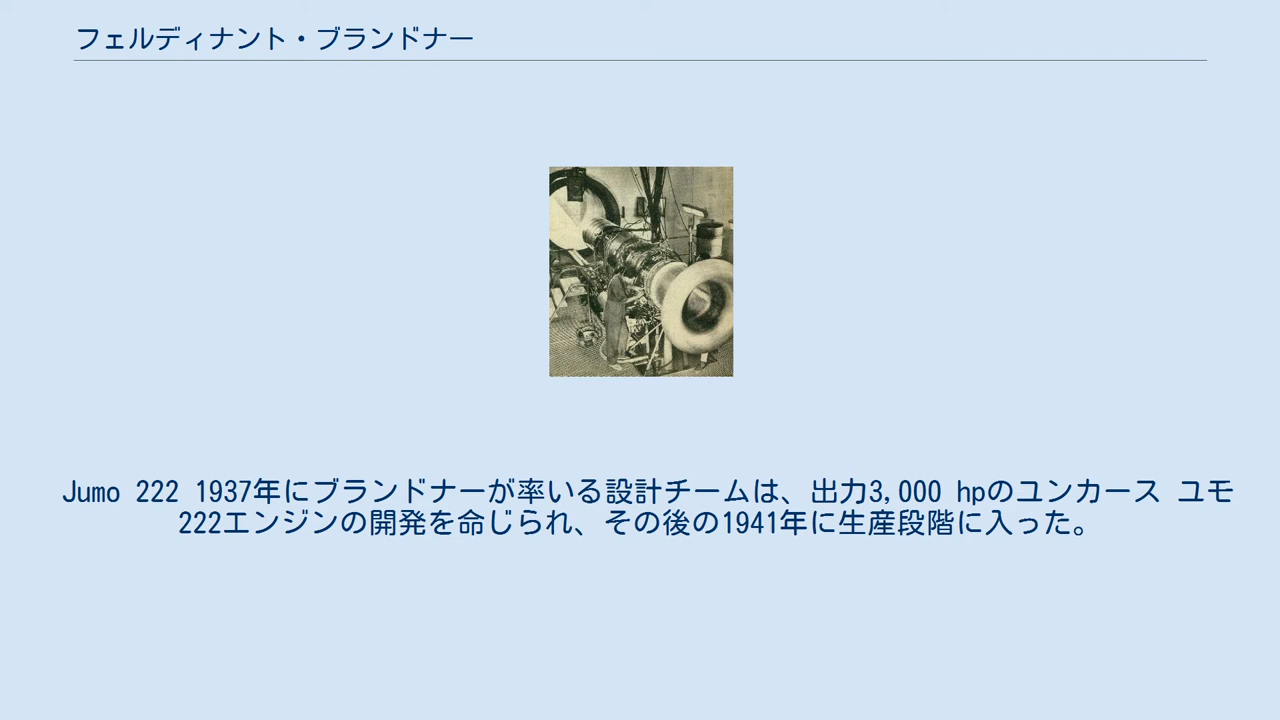 フェルディナント・ブランドナー
Jumo 222 1937年にブランドナーが率いる設計チームは、出力3,000 hpのユンカース ユモ
222エンジンの開発を命じられ、その後の1941年に生産段階に入った。